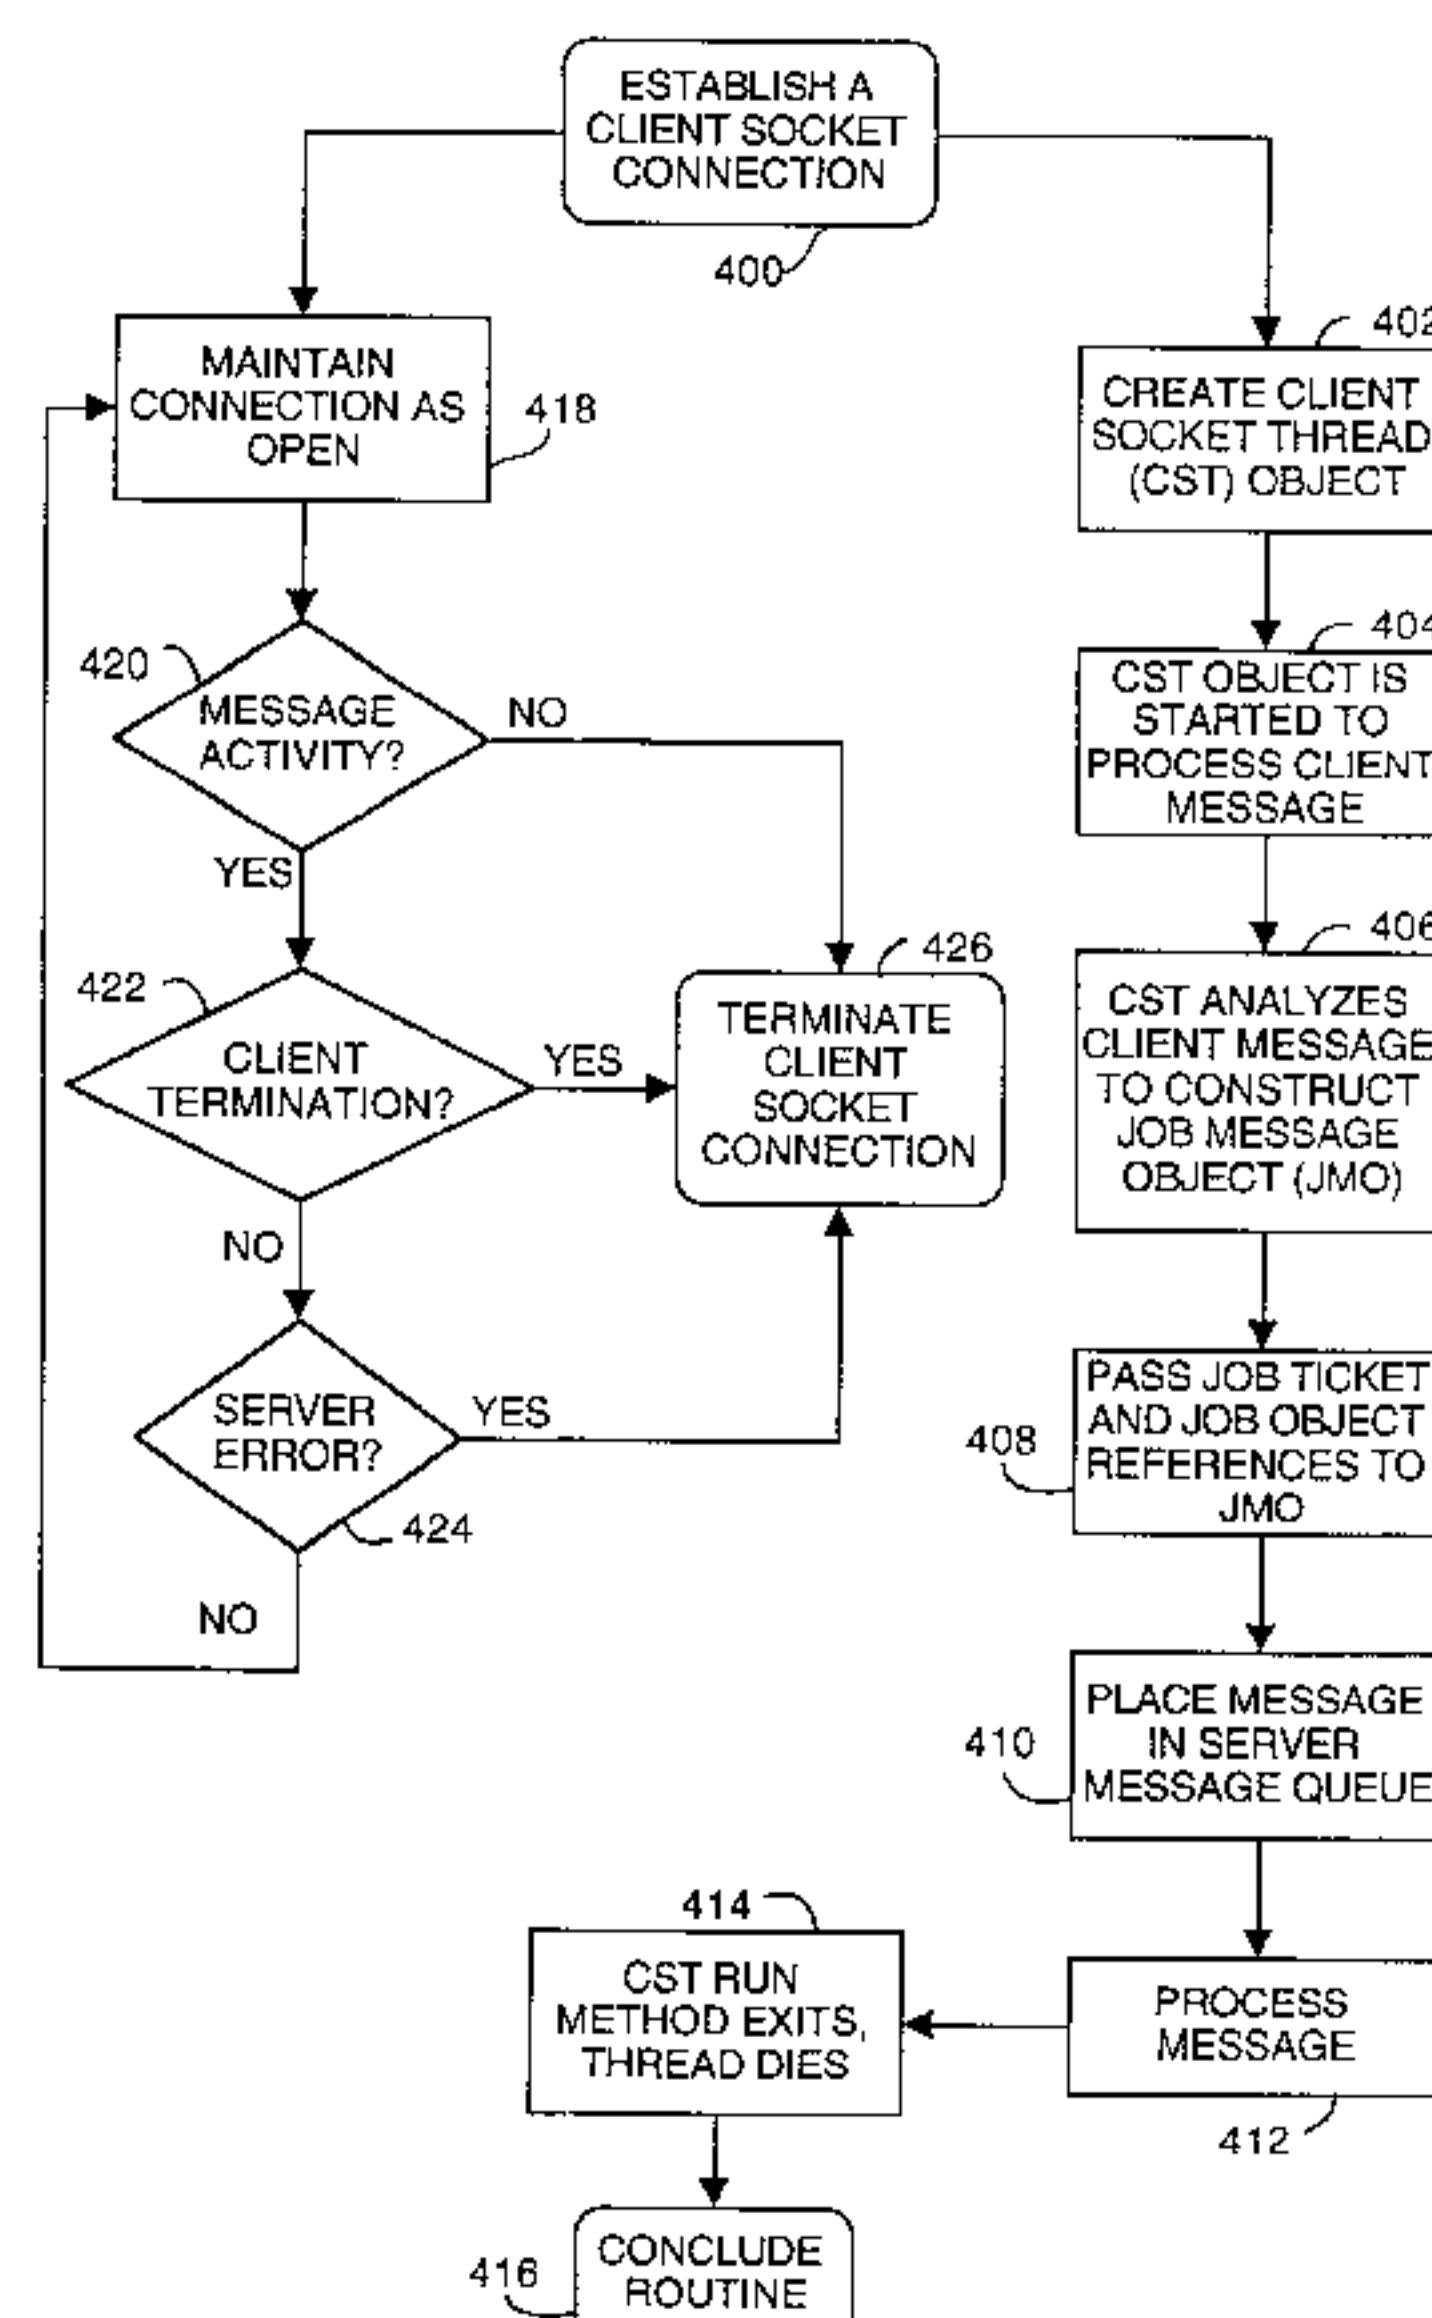 ESTABLISH A
CLIENT SOCKET
CONNECTION
400
MAINTAIN
CONNECTION AS
OPEN
418
402
CREATE CLIENT
SOCKET THREAD
(CST) OBJECT
420
MESSAGE
ACTIVITY?
NO
YES
404
CST OBJECT IS
STARTED TO
PROCESS CLIENT
MESSAGE
422
CLIENT
TERMINATION?
YES
NO
426
TERMINATE
CLIENT
SOCKET
CONNECTION
406
CST ANALYZES
CLIENT MESSAGE
TO CONSTRUCT
JOB MESSAGE
OBJECT (JMO)
SERVER
ERROR?
YES
424
NO
408
PASS JOB TICKET
AND JOB OBJECT
REFERENCES TO
JMO
410
PLACE MESSAGE
IN SERVER
MESSAGE QUEUE
414
CST RUN
METHOD EXITS,
THREAD DIES
PROCESS
MESSAGE
412
416
CONCLUDE
ROUTINE